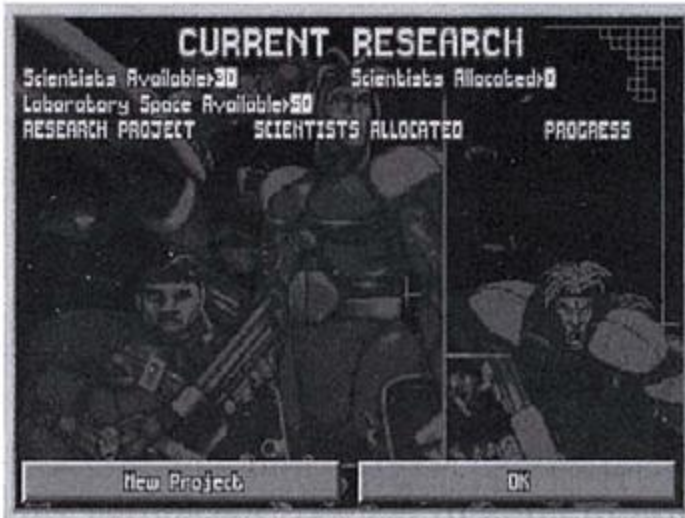 CURRENT RESEARCH
Scientists Available>30 Scientists Allocated>0
Laboratory Space Available>50
RESEARCH PROJECT SCIENTISTS ALLOCATED PROGRESS
New Project OK